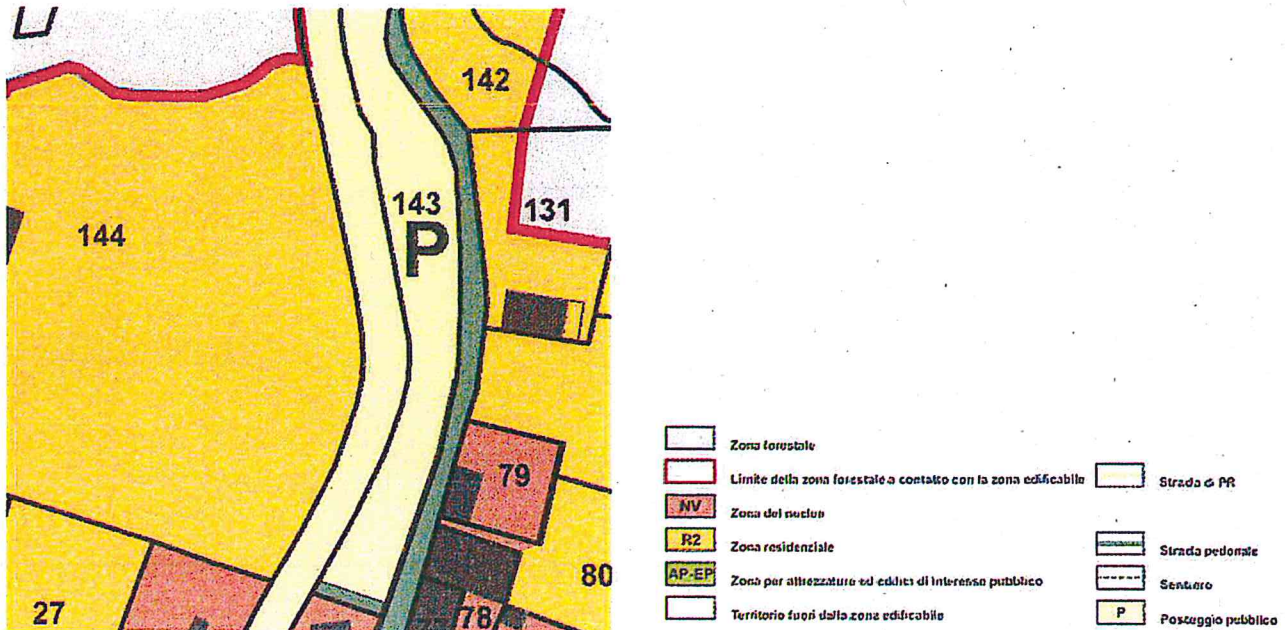 142
143
P
131
144
79
80
27
78
Zona forestale
Limite della zona forestale a contatto con la zona edificabile
NV Zona del nucleo
R2 Zona residenziale
AP-EP Zona per attrezzature ed edifici di interesse pubblico
Territorio fuori dalla zona edificabile
Strada di PR
Strada pedonale
Sentiero
P Posteggio pubblico